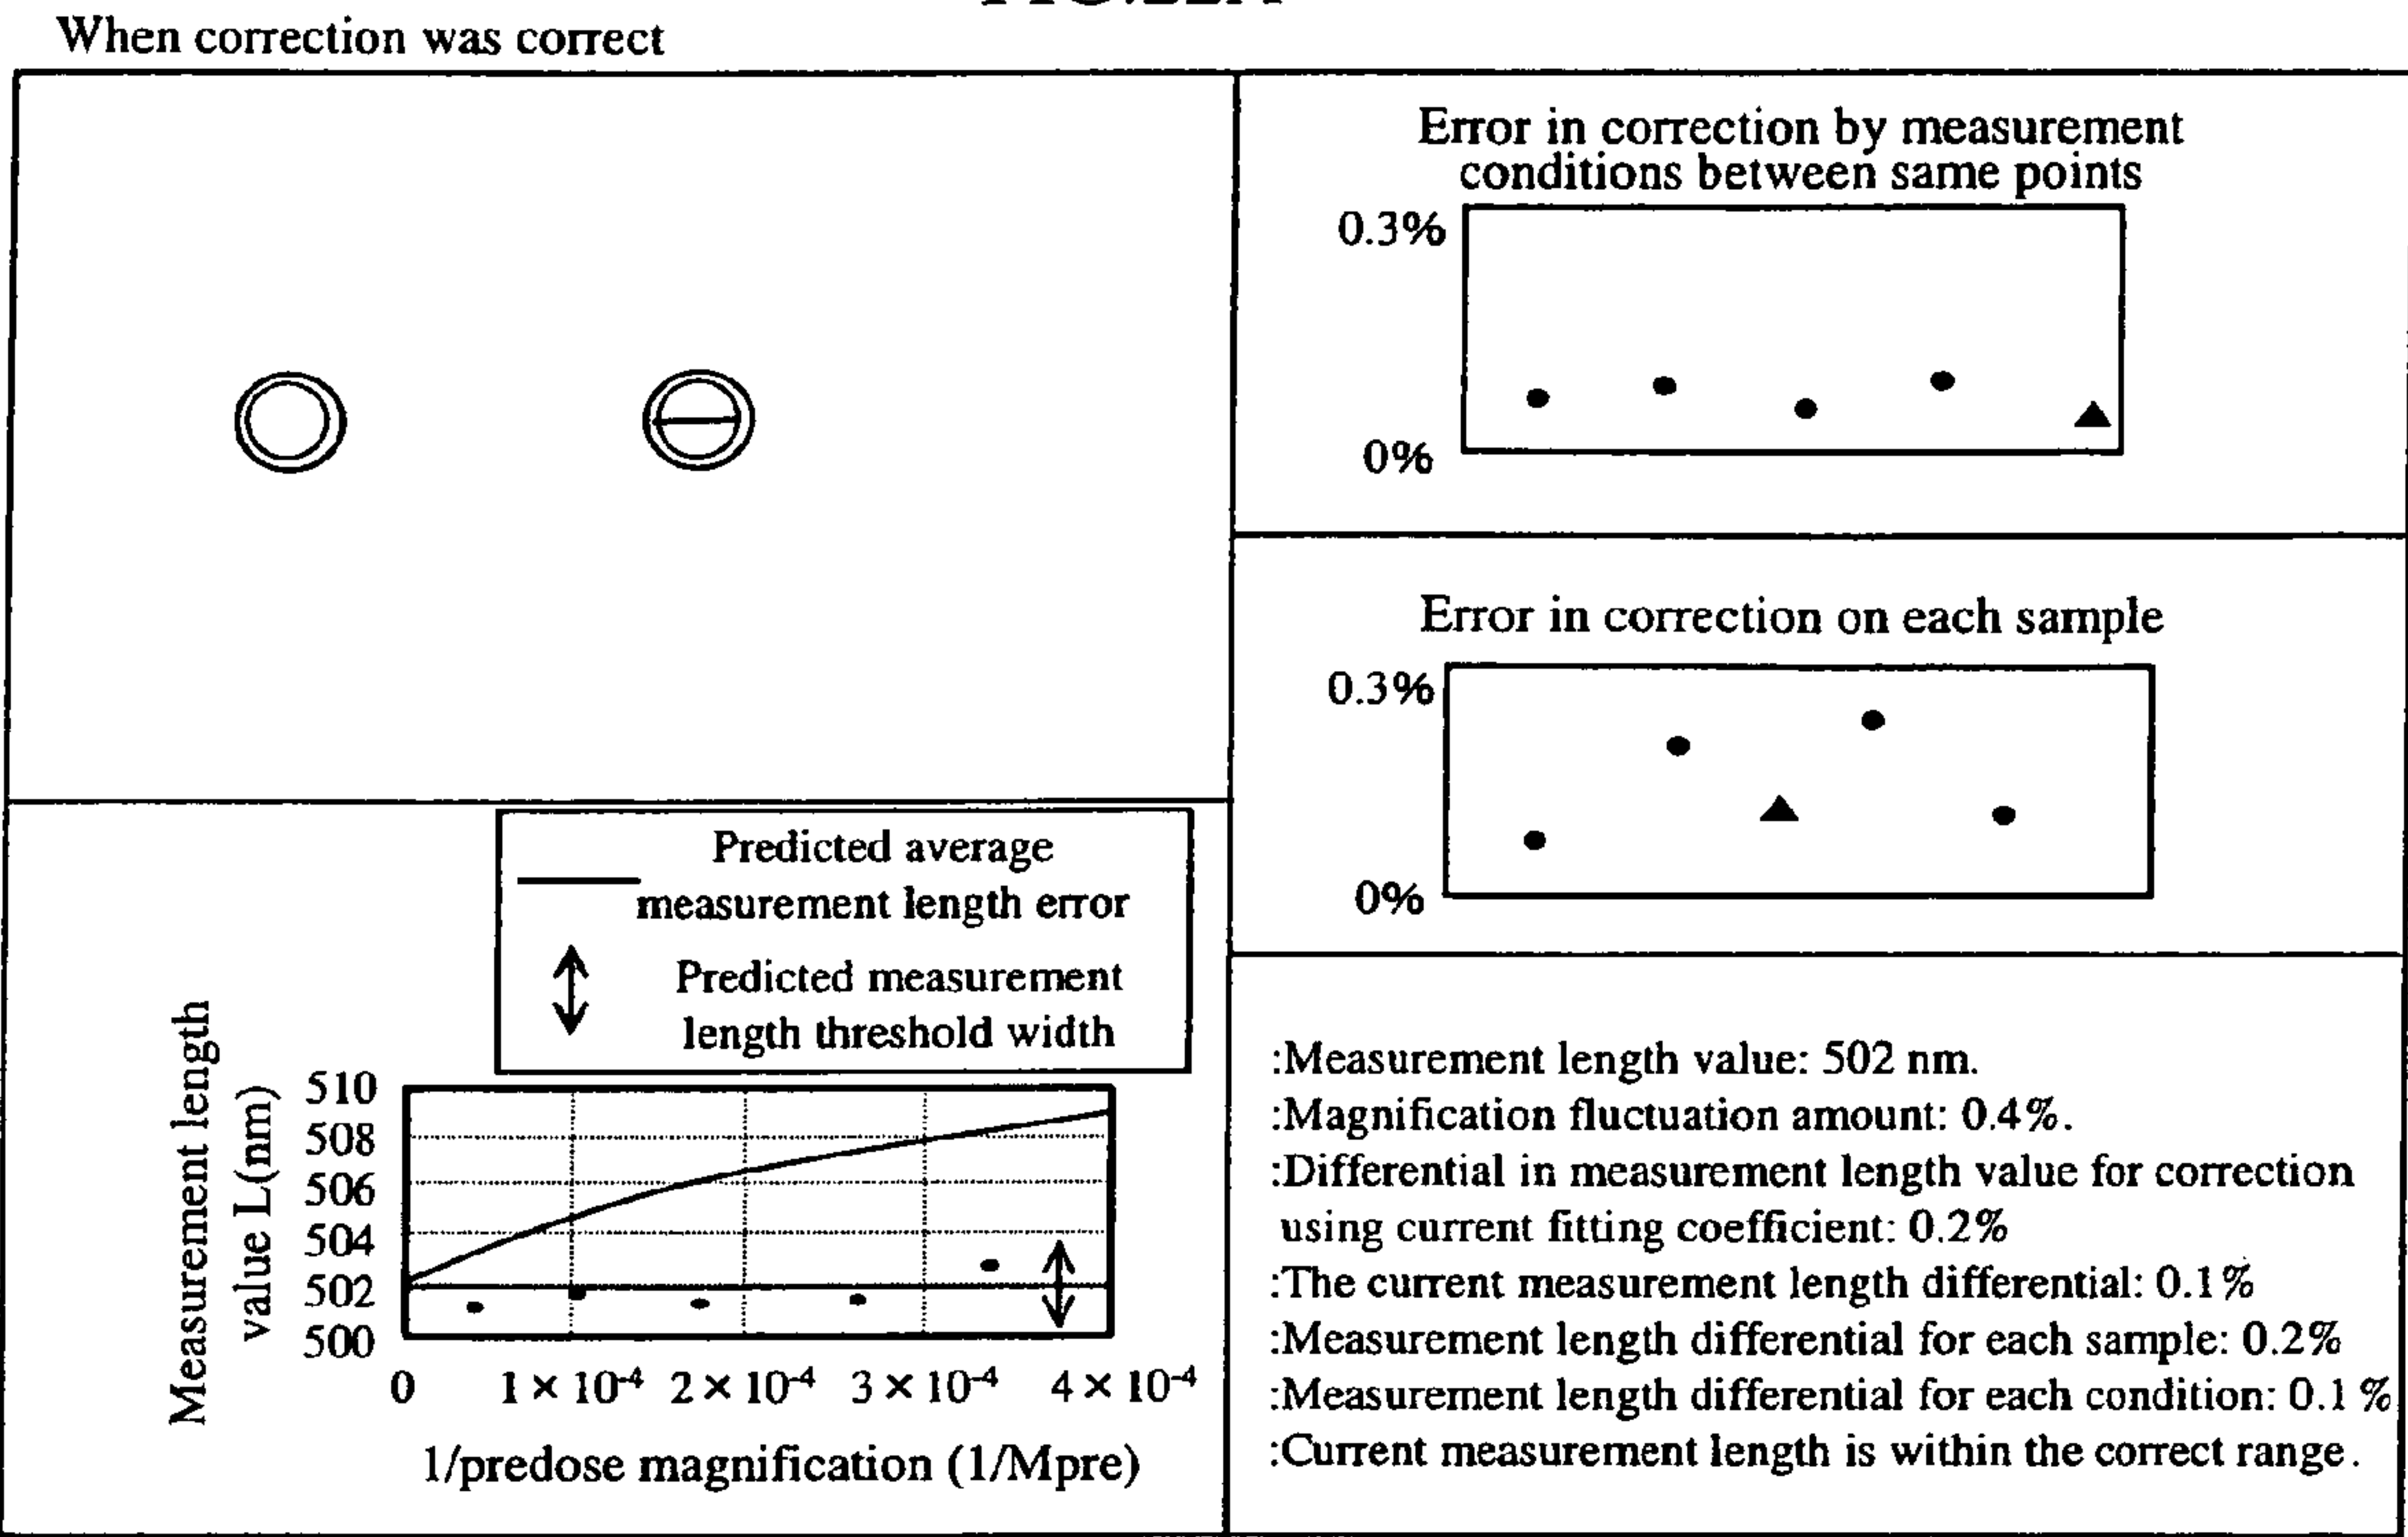 When correction was correct
Error in correction by measurement
conditions between same points
0.3%
0%
Error in correction on each sample
0.3%
0%
Predicted average
measurement length error
Predicted measurement
length threshold width
Measurement length
value L(nm)
510
508
506
504
502
500
0 1 × 10⁻⁴ 2 × 10⁻⁴ 3 × 10⁻⁴ 4 × 10⁻⁴
1/predose magnification (1/Mpre)
:Measurement length value: 502 nm.
:Magnification fluctuation amount: 0.4%.
:Differential in measurement length value for correction
using current fitting coefficient: 0.2%
:The current measurement length differential: 0.1%
:Measurement length differential for each sample: 0.2%
:Measurement length differential for each condition: 0.1%
:Current measurement length is within the correct range.